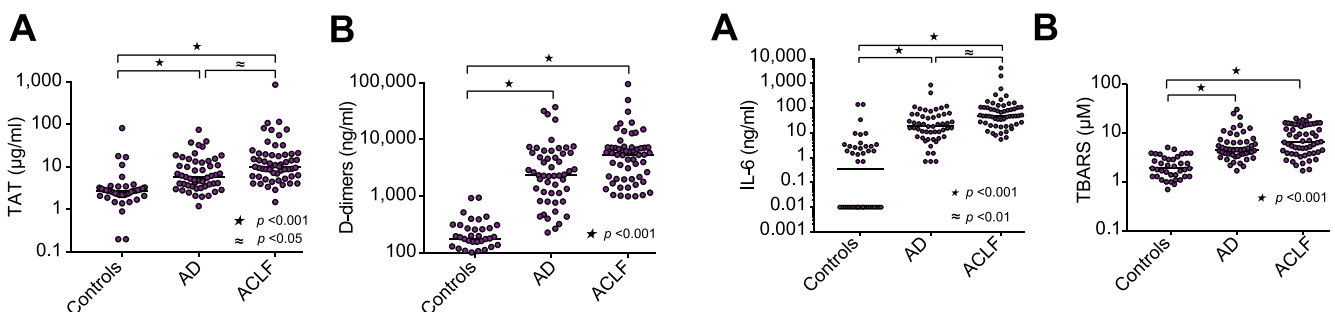 A
TAT (µg/ml)
1,000
100
10
1
0.1
★
★
≈
★ p <0.001
≈ p <0.05
Controls
AD
ACLF
B
D-dimers (ng/ml)
100,000
10,000
1,000
100
★
★
★ p <0.001
Controls
AD
ACLF
A
IL-6 (ng/ml)
10,000
1,000
100
10
1
0.1
0.01
0.001
★
★
≈
★ p <0.001
≈ p <0.01
Controls
AD
ACLF
B
TBARS (µM)
100
10
1
0.1
★
★
★ p <0.001
Controls
AD
ACLF